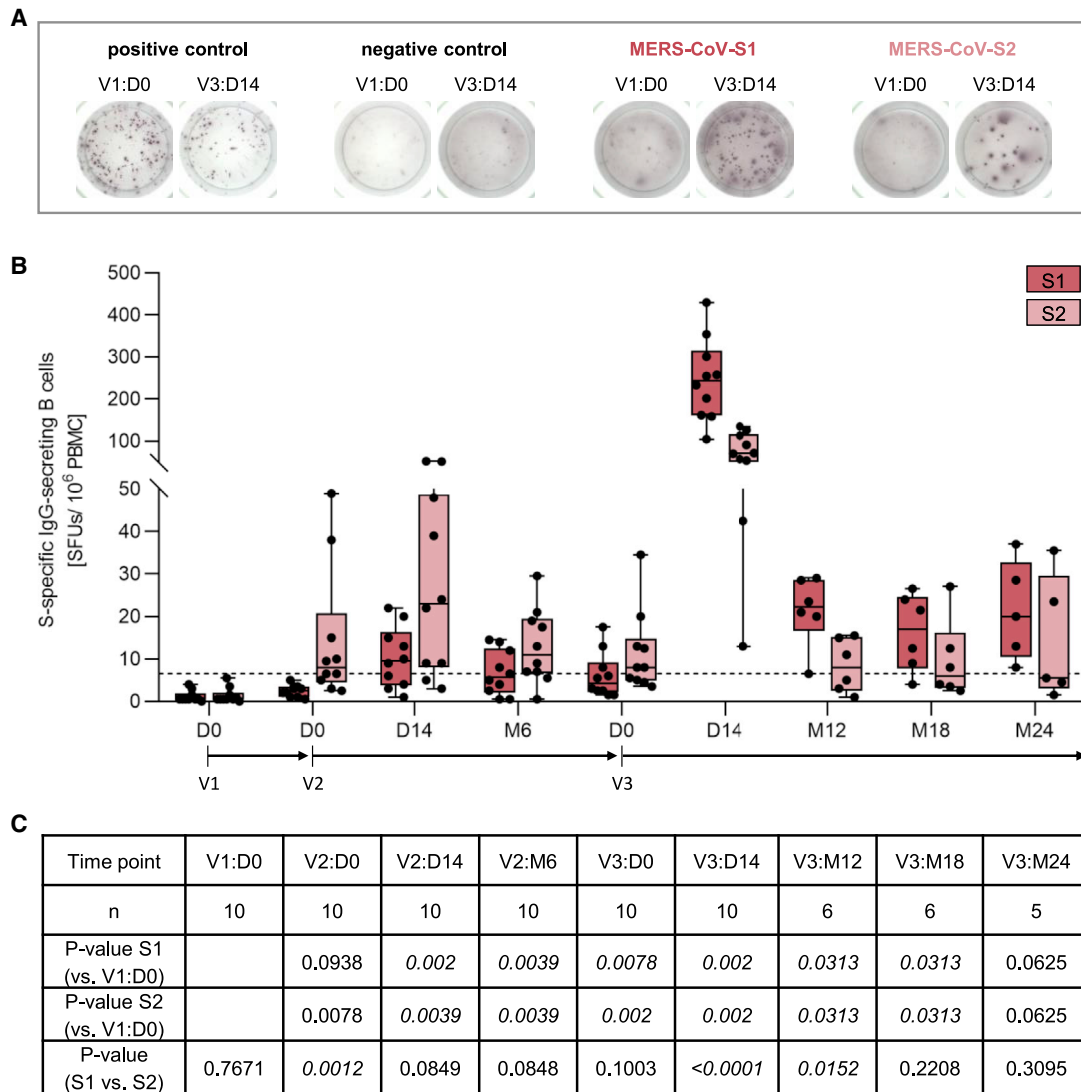 A
positive control
negative control
MERS-CoV-S1
MERS-CoV-S2
V1:D0 V3:D14 V1:D0 V3:D14 V1:D0 V3:D14 V1:D0 V3:D14
B
S-specific IgG-secreting B cells
[SFUs/ 10⁶ PBMC]
500
400
300
200
100
50
40
30
20
10
0
S1
S2
D0 D0 D14 M6 D0 D14 M12 M18 M24
V1 V2 V3
C
Time point V1:D0 V2:D0 V2:D14 V2:M6 V3:D0 V3:D14 V3:M12 V3:M18 V3:M24
n 10 10 10 10 10 10 6 6 5
P-value S1
(vs. V1:D0) 0.0938 0.002 0.0039 0.0078 0.002 0.0313 0.0313 0.0625
P-value S2
(vs. V1:D0) 0.0078 0.0039 0.0039 0.002 0.002 0.0313 0.0313 0.0625
P-value
(S1 vs. S2) 0.7671 0.0012 0.0849 0.0848 0.1003 <0.0001 0.0152 0.2208 0.3095